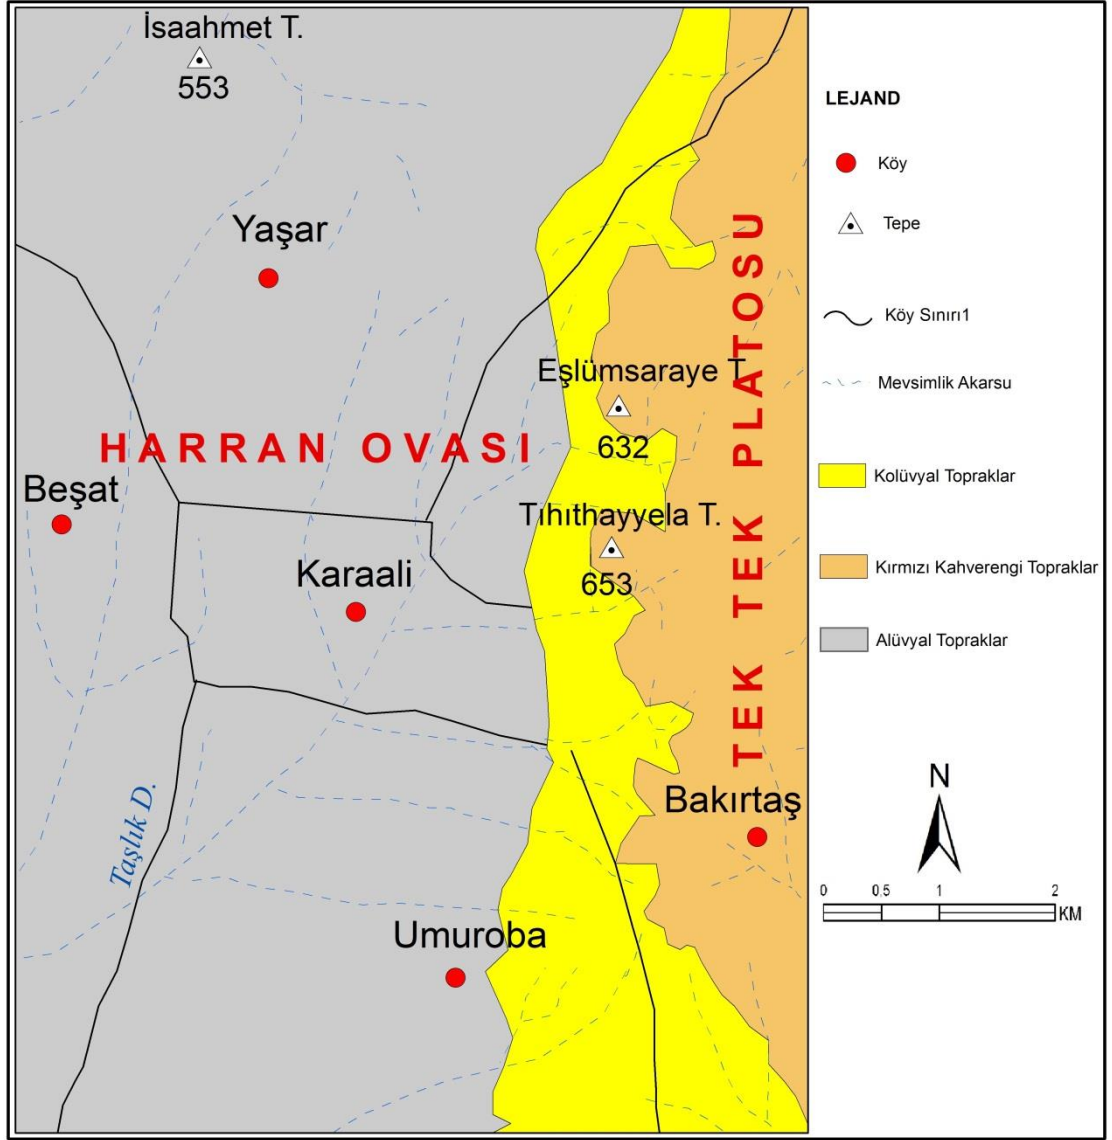 İsaahmet T.
553
Yaşar
HARRAN OVASI
Beşat
Karaali
Eşlümsaraye T
632
Tıhıthayyela T.
653
TEK TEK PLATOSU
Bakırtaş
Taşlık D.
Umuroba
LEJAND
Köy
Tepe
Köy Sınırı1
Mevsimlik Akarsu
Kolüvyal Topraklar
Kırmızı Kahverengi Topraklar
Alüvyal Topraklar
N
0 0,5 1 2
KM